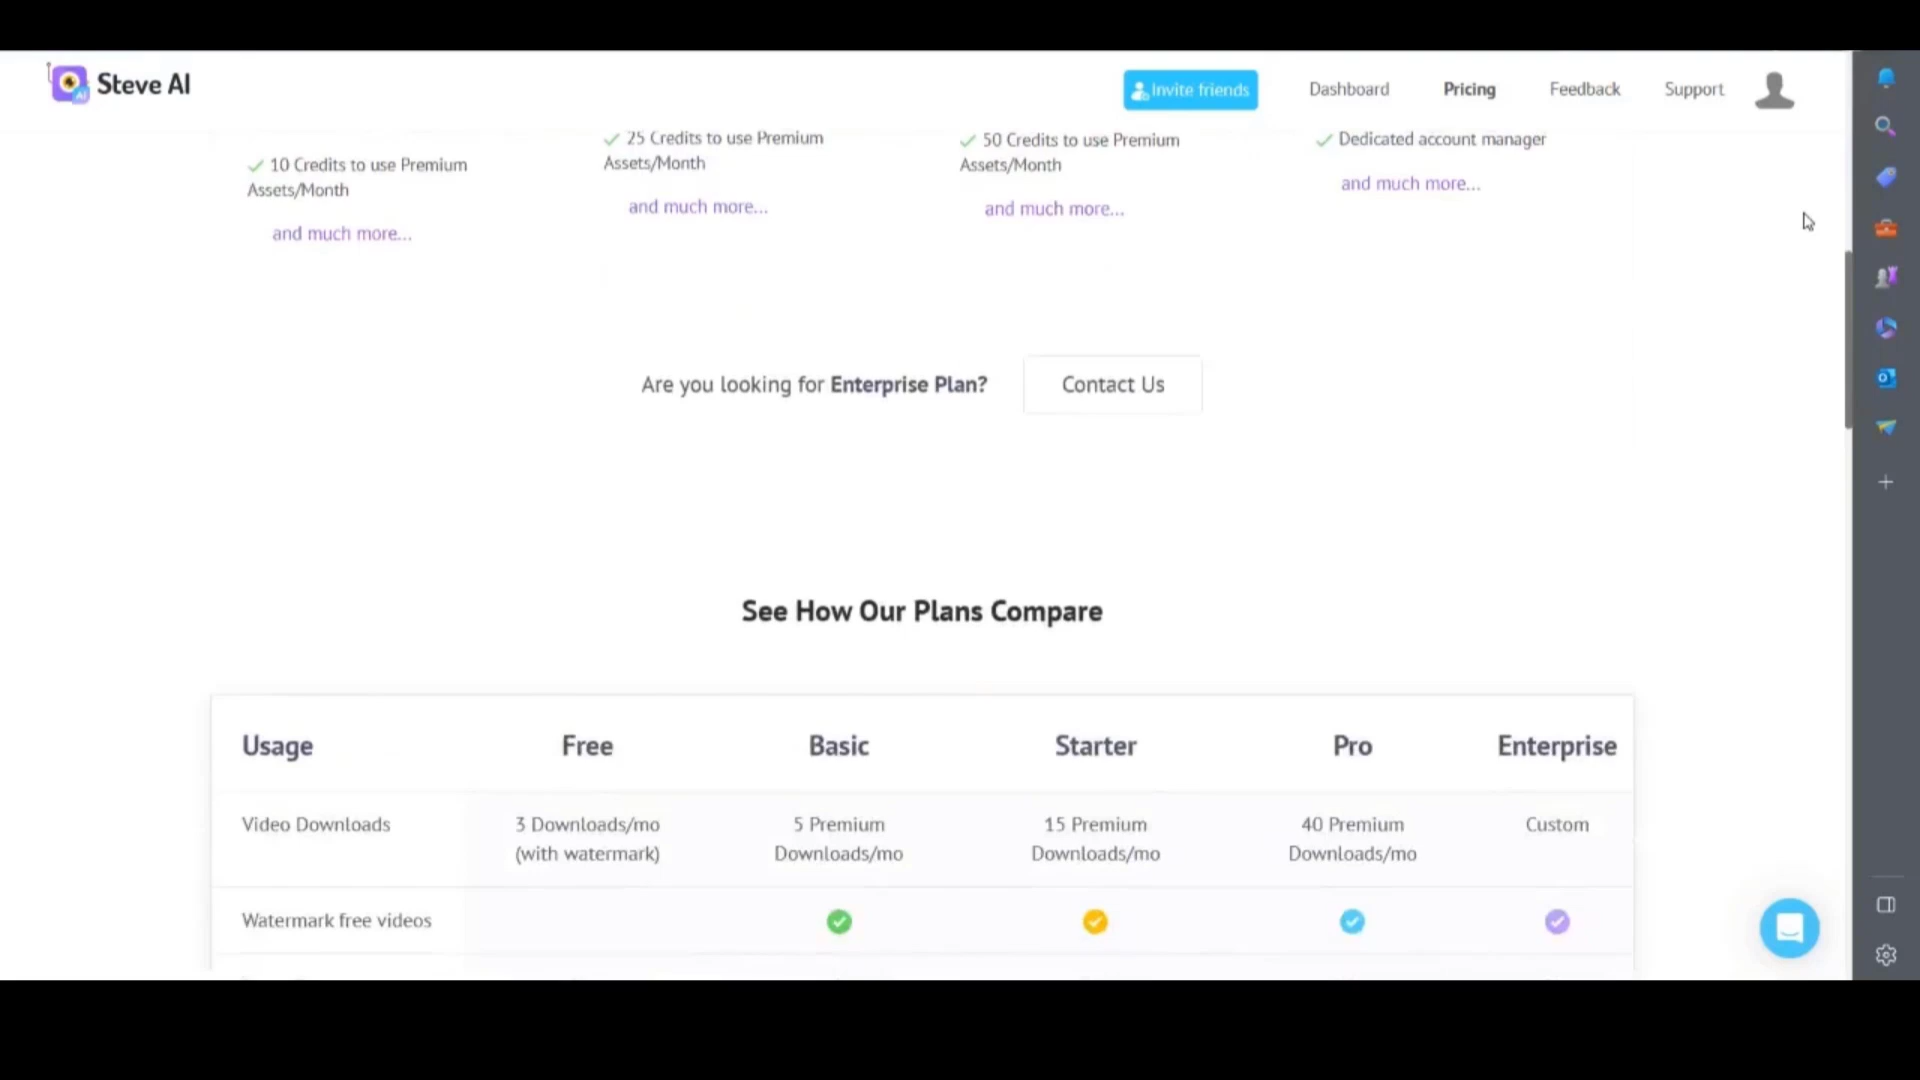 Steve AI
Invite friends
Dashboard
Pricing
Feedback
Support
10 Credits to use Premium
Assets/Month
and much more...
25 Credits to use Premium
Assets/Month
and much more...
50 Credits to use Premium
Assets/Month
and much more...
Dedicated account manager
and much more...
Are you looking for Enterprise Plan?
Contact Us
See How Our Plans Compare
Usage
Free
Basic
Starter
Pro
Enterprise
Video Downloads
3 Downloads/mo
(with watermark)
5 Premium
Downloads/mo
15 Premium
Downloads/mo
40 Premium
Downloads/mo
Custom
Watermark free videos